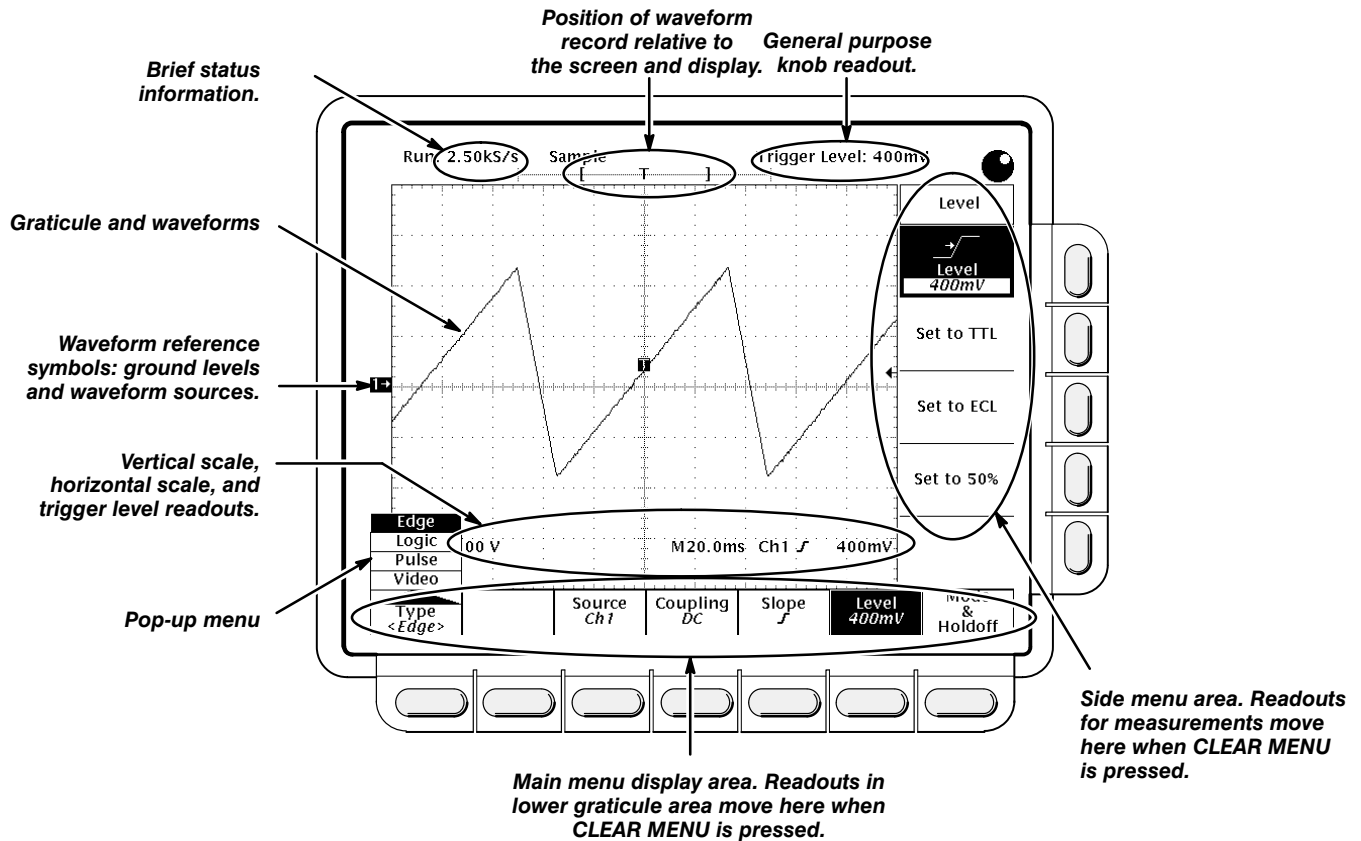 Position of waveform
record relative to
the screen and display.
General purpose
knob readout.
Brief status
information.
Run: 2.50kS/s
Sample
Trigger Level: 400mV
[ T ]
Graticule and waveforms
Level
Level
400mV
Set to TTL
Waveform reference
symbols: ground levels
and waveform sources.
1→
T
Set to ECL
Vertical scale,
horizontal scale, and
trigger level readouts.
Set to 50%
Edge
Logic
Pulse
Video
00 V
M20.0ms
Ch1
400mV
Pop-up menu
Type
<Edge>
Source
Ch1
Coupling
DC
Slope
Level
400mV
Mode
&
Holdoff
Side menu area. Readouts
for measurements move
here when CLEAR MENU
is pressed.
Main menu display area. Readouts in
lower graticule area move here when
CLEAR MENU is pressed.